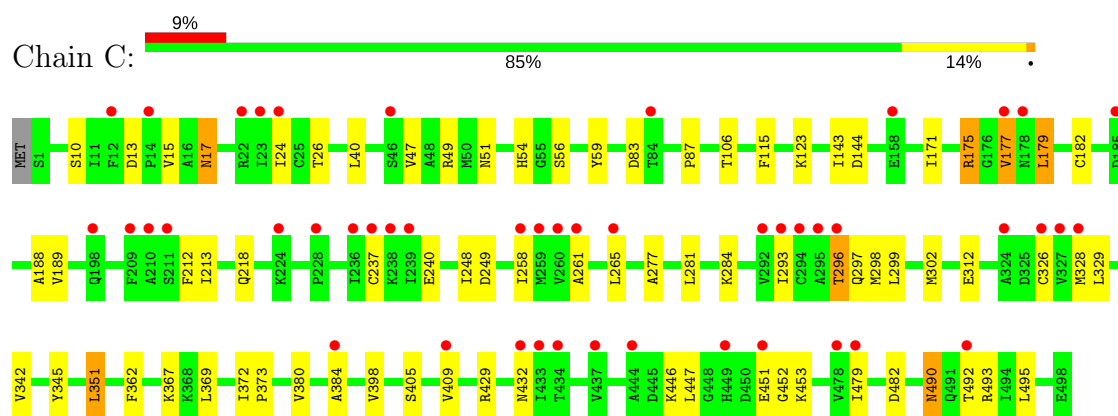 9%
Chain C:
85% 14% •
MET S1 S10 I11 F12 D13 P14 V15 A16 N17 R22 I23 I24 C25 T26 L40 S46 V47 A48 R49 M50 N51 H54 G55 S56 Y59 D83 T84 P87 T106 F115 K123 I143 D144 E158 I171 R175 G176 V177 N178 L179 C182 D185
A188 V189 Q198 F209 A210 S211 F212 I213 Q218 K224 P228 I236 C237 K238 I239 E240 I248 D249 I258 M259 V260 A261 L265 A277 L281 K284 V292 I293 C294 A295 T296 Q297 M298 L299 M302 E312 A324 D325 C326 V327 M328 L329
V342 Y345 L351 F362 K367 K368 L369 I372 P373 V380 A384 V398 S405 V409 R429 N432 I433 T434 V437 A444 D445 K446 L447 G448 H449 D450 E451 G452 K453 V478 I479 D482 N490 Q491 T492 R493 I494 L495 E498